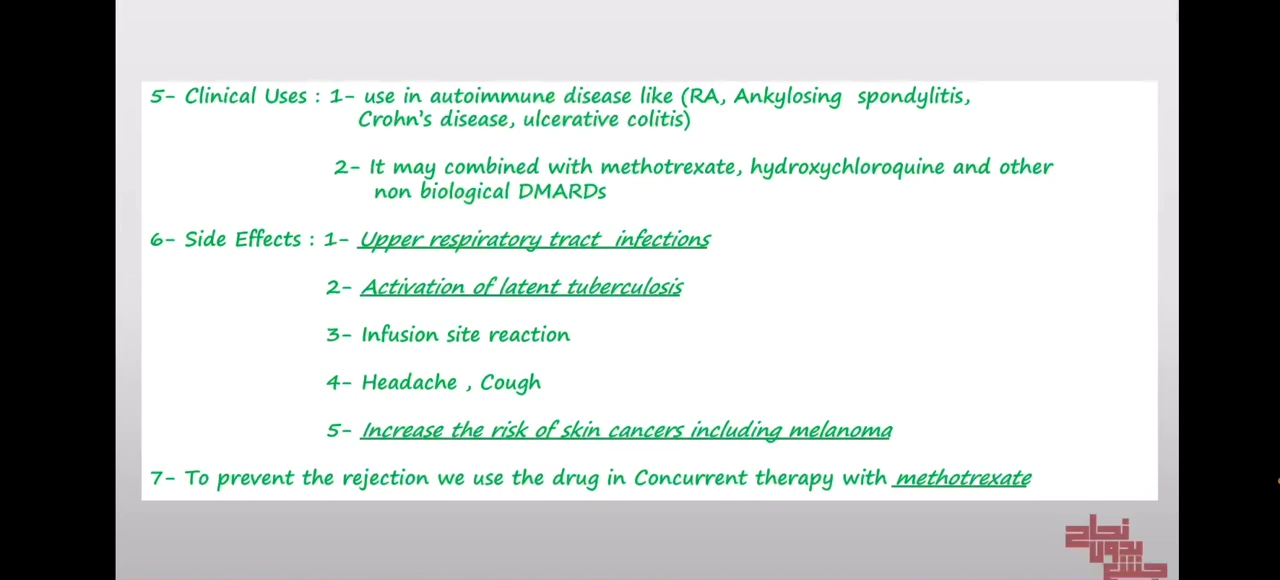 5- Clinical Uses : 1- use in autoimmune disease like (RA, Ankylosing spondylitis,
Crohn's disease, ulcerative colitis)
2- It may combined with methotrexate, hydroxychloroquine and other
non biological DMARDs
6- Side Effects : 1- Upper respiratory tract infections
2- Activation of latent tuberculosis
3- Infusion site reaction
4- Headache , Cough
5- Increase the risk of skin cancers including melanoma
7- To prevent the rejection we use the drug in Concurrent therapy with methotrexate
نجاح
بدون